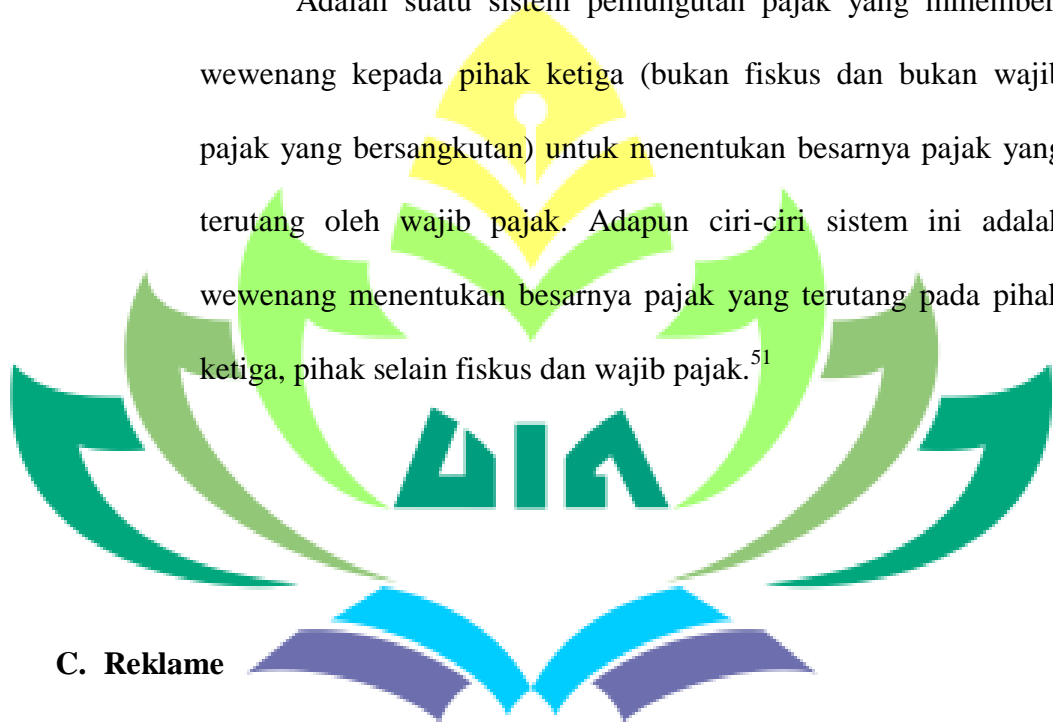 Adalah suatu sistem pemungutan pajak yang mmember
wewenang kepada pihak ketiga (bukan fiskus dan bukan wajib
pajak yang bersangkutan) untuk menentukan besarnya pajak yang
terutang oleh wajib pajak. Adapun ciri-ciri sistem ini adalah
wewenang menentukan besarnya pajak yang terutang pada pihak
ketiga, pihak selain fiskus dan wajib pajak.51
UIN
C. Reklame